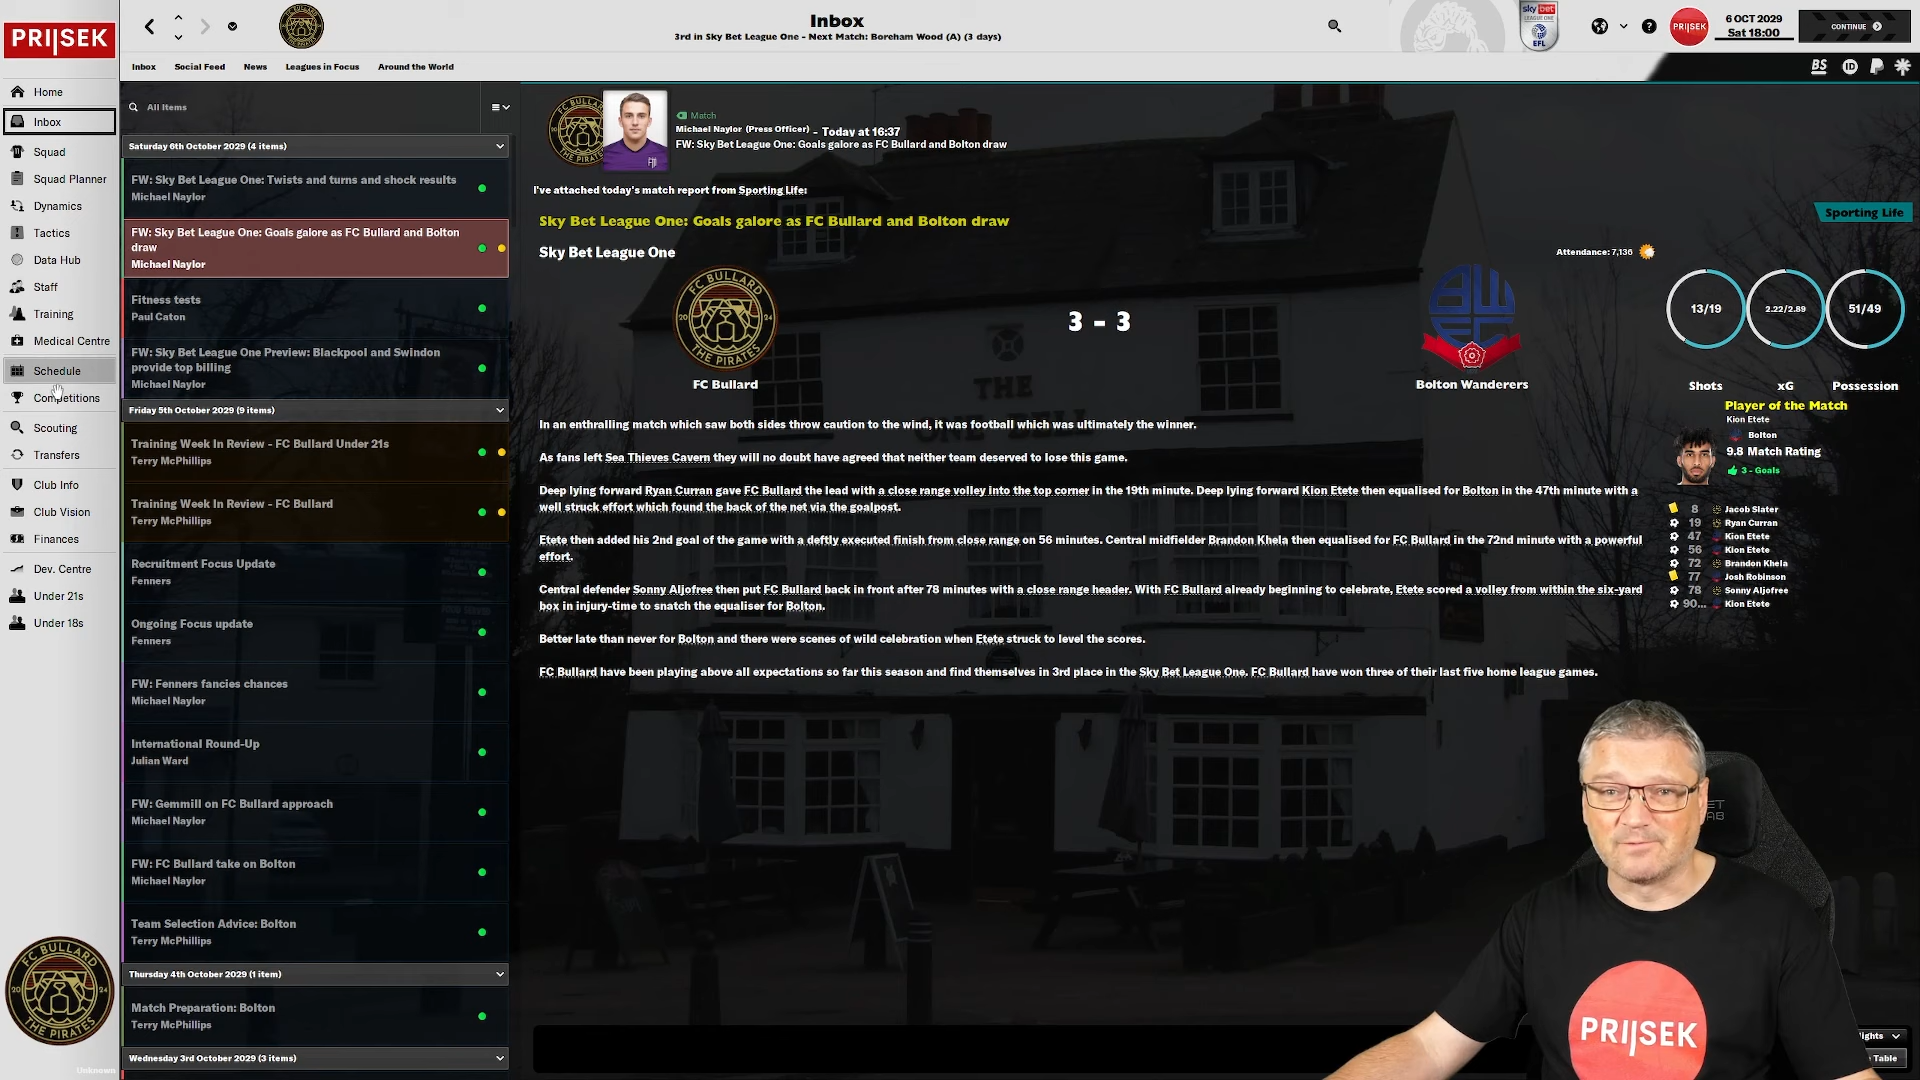 PRIJSEK
Inbox
3rd in Sky Bet League One - Next Match: Boreham Wood (A) (3 days)
sky bet
LEAGUE ONE
EFL
PRIJSEK
6 OCT 2029
Sat 18:00
CONTINUE
Inbox
Social Feed
News
Leagues in Focus
Around the World
BS
ID
Home
Inbox
Squad
Squad Planner
Dynamics
Tactics
Data Hub
Staff
Training
Medical Centre
Schedule
Competitions
Scouting
Transfers
Club Info
Club Vision
Finances
Dev. Centre
Under 21s
Under 18s
FC BULLARD
20 24
THE PIRATES
Unknown
All Items
Saturday 6th October 2029 (4 items)
FW: Sky Bet League One: Twists and turns and shock results
Michael Naylor
FW: Sky Bet League One: Goals galore as FC Bullard and Bolton
draw
Michael Naylor
Fitness tests
Paul Caton
FW: Sky Bet League One Preview: Blackpool and Swindon
provide top billing
Michael Naylor
Friday 5th October 2029 (9 items)
Training Week In Review - FC Bullard Under 21s
Terry McPhillips
Training Week In Review - FC Bullard
Terry McPhillips
Recruitment Focus Update
Fenners
Ongoing Focus update
Fenners
FW: Fenners fancies chances
Michael Naylor
International Round-Up
Julian Ward
FW: Gemmill on FC Bullard approach
Michael Naylor
FW: FC Bullard take on Bolton
Michael Naylor
Team Selection Advice: Bolton
Terry McPhillips
Thursday 4th October 2029 (1 item)
Match Preparation: Bolton
Terry McPhillips
Wednesday 3rd October 2029 (3 items)
Match
Michael Naylor (Press Officer) - Today at 16:37
FW: Sky Bet League One: Goals galore as FC Bullard and Bolton draw
I've attached today's match report from Sporting Life:
Sky Bet League One: Goals galore as FC Bullard and Bolton draw
Sporting Life
Sky Bet League One
Attendance: 7,136
FC BULLARD
20 24
THE PIRATES
3 - 3
FC Bullard
Bolton Wanderers
13/19
2.22/2.89
51/49
Shots
xG
Possession
Player of the Match
Kion Etete
Bolton
9.8 Match Rating
3 - Goals
8 Jacob Slater
19 Ryan Curran
47 Kion Etete
56 Kion Etete
72 Brandon Khela
77 Josh Robinson
78 Sonny Aljofree
90... Kion Etete
THE
ONE BELL
In an enthralling match which saw both sides throw caution to the wind, it was football which was ultimately the winner.
As fans left Sea Thieves Cavern they will no doubt have agreed that neither team deserved to lose this game.
Deep lying forward Ryan Curran gave FC Bullard the lead with a close range volley into the top corner in the 19th minute. Deep lying forward Kion Etete then equalised for Bolton in the 47th minute with a
well struck effort which found the back of the net via the goalpost.
Etete then added his 2nd goal of the game with a deftly executed finish from close range on 56 minutes. Central midfielder Brandon Khela then equalised for FC Bullard in the 72nd minute with a powerful
effort.
Central defender Sonny Aljofree then put FC Bullard back in front after 78 minutes with a close range header. With FC Bullard already beginning to celebrate, Etete scored a volley from within the six-yard
box in injury-time to snatch the equaliser for Bolton.
Better late than never for Bolton and there were scenes of wild celebration when Etete struck to level the scores.
FC Bullard have been playing above all expectations so far this season and find themselves in 3rd place in the Sky Bet League One. FC Bullard have won three of their last five home league games.
PRIJSEK
Table